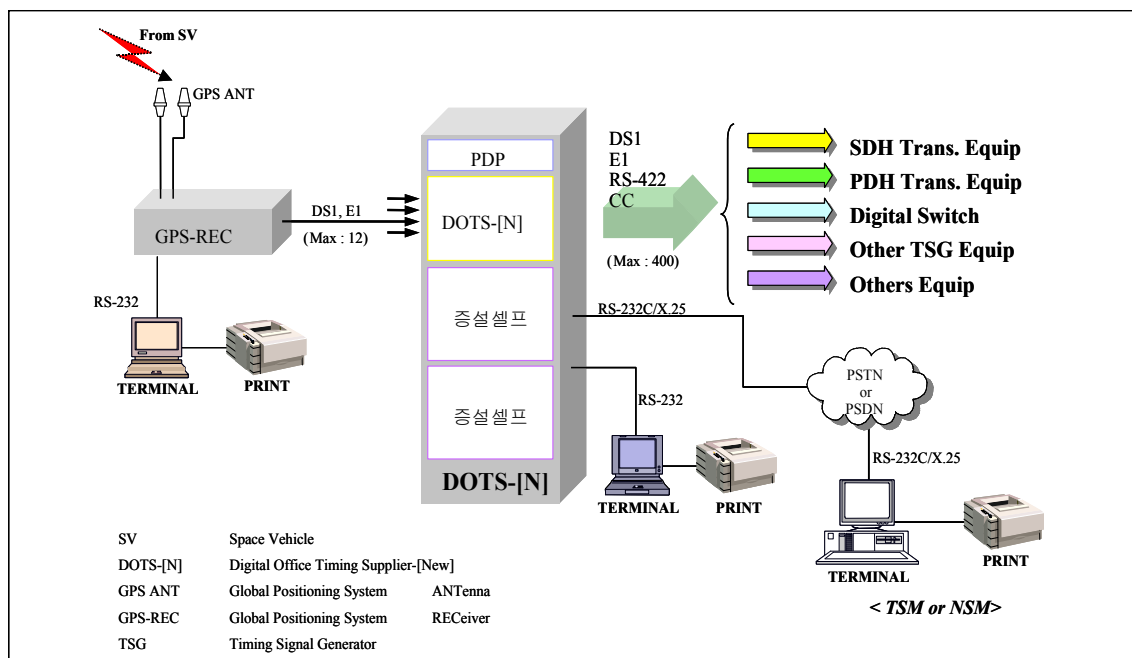 From SV
GPS ANT
GPS-REC
DS1, E1
(Max : 12)
RS-232
TERMINAL
PRINT
PDP
DOTS-[N]
증설셀프
증설셀프
DOTS-[N]
DS1
E1
RS-422
CC
(Max : 400)
SDH Trans. Equip
PDH Trans. Equip
Digital Switch
Other TSG Equip
Others Equip
RS-232C/X.25
PSTN
or
PSDN
RS-232
TERMINAL
PRINT
RS-232C/X.25
TERMINAL
PRINT
< TSM or NSM>
SV Space Vehicle
DOTS-[N] Digital Office Timing Supplier-[New]
GPS ANT Global Positioning System ANTenna
GPS-REC Global Positioning System RECeiver
TSG Timing Signal Generator